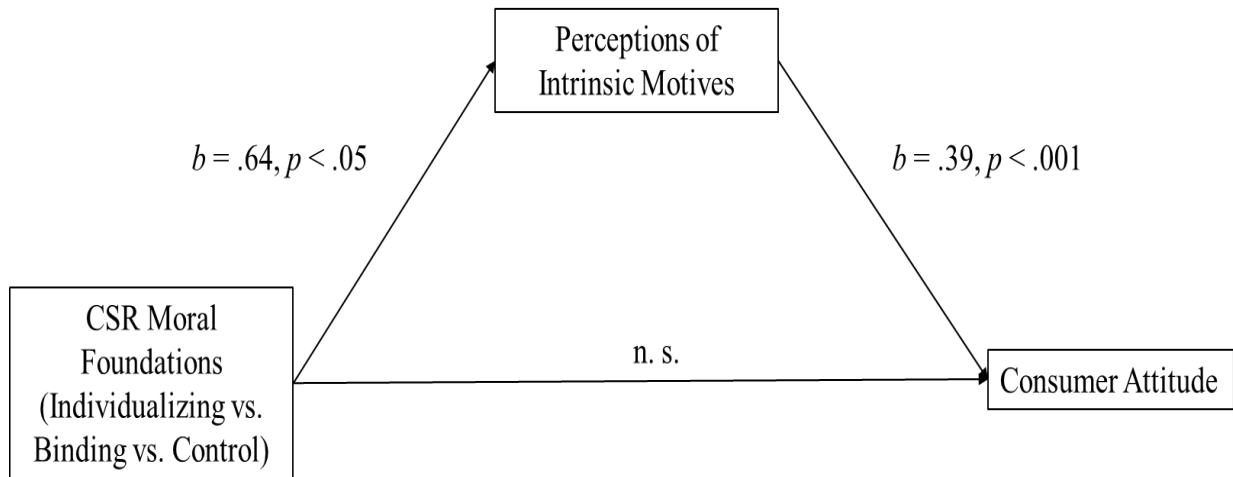 Perceptions of
Intrinsic Motives
b = .64, p < .05
b = .39, p < .001
CSR Moral
Foundations
(Individualizing vs.
Binding vs. Control)
n. s.
Consumer Attitude